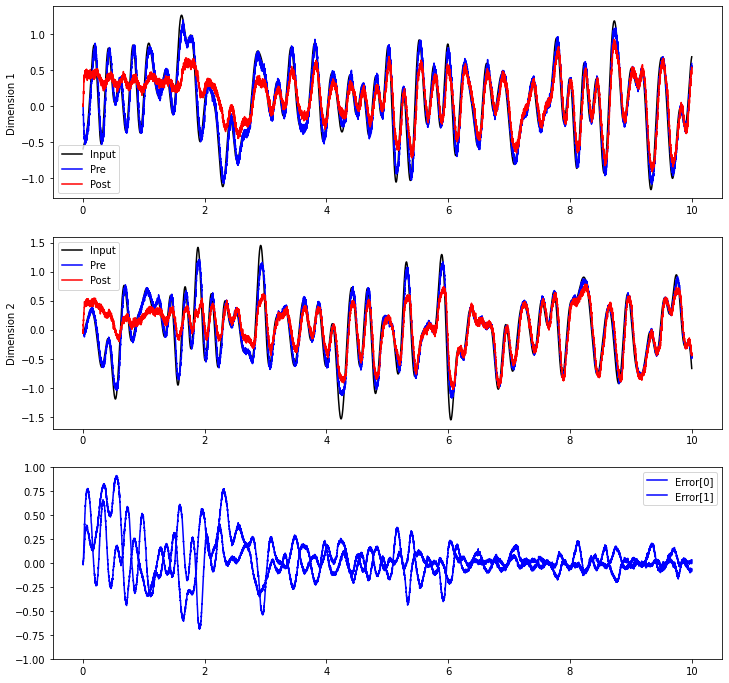 1.0
0.5
0.0
−0.5
−1.0
Dimension 1
Input
Pre
Post
0 2 4 6 8 10
1.5
1.0
0.5
0.0
−0.5
−1.0
−1.5
Dimension 2
Input
Pre
Post
0 2 4 6 8 10
1.00
0.75
0.50
0.25
0.00
−0.25
−0.50
−0.75
−1.00
Error[0]
Error[1]
0 2 4 6 8 10